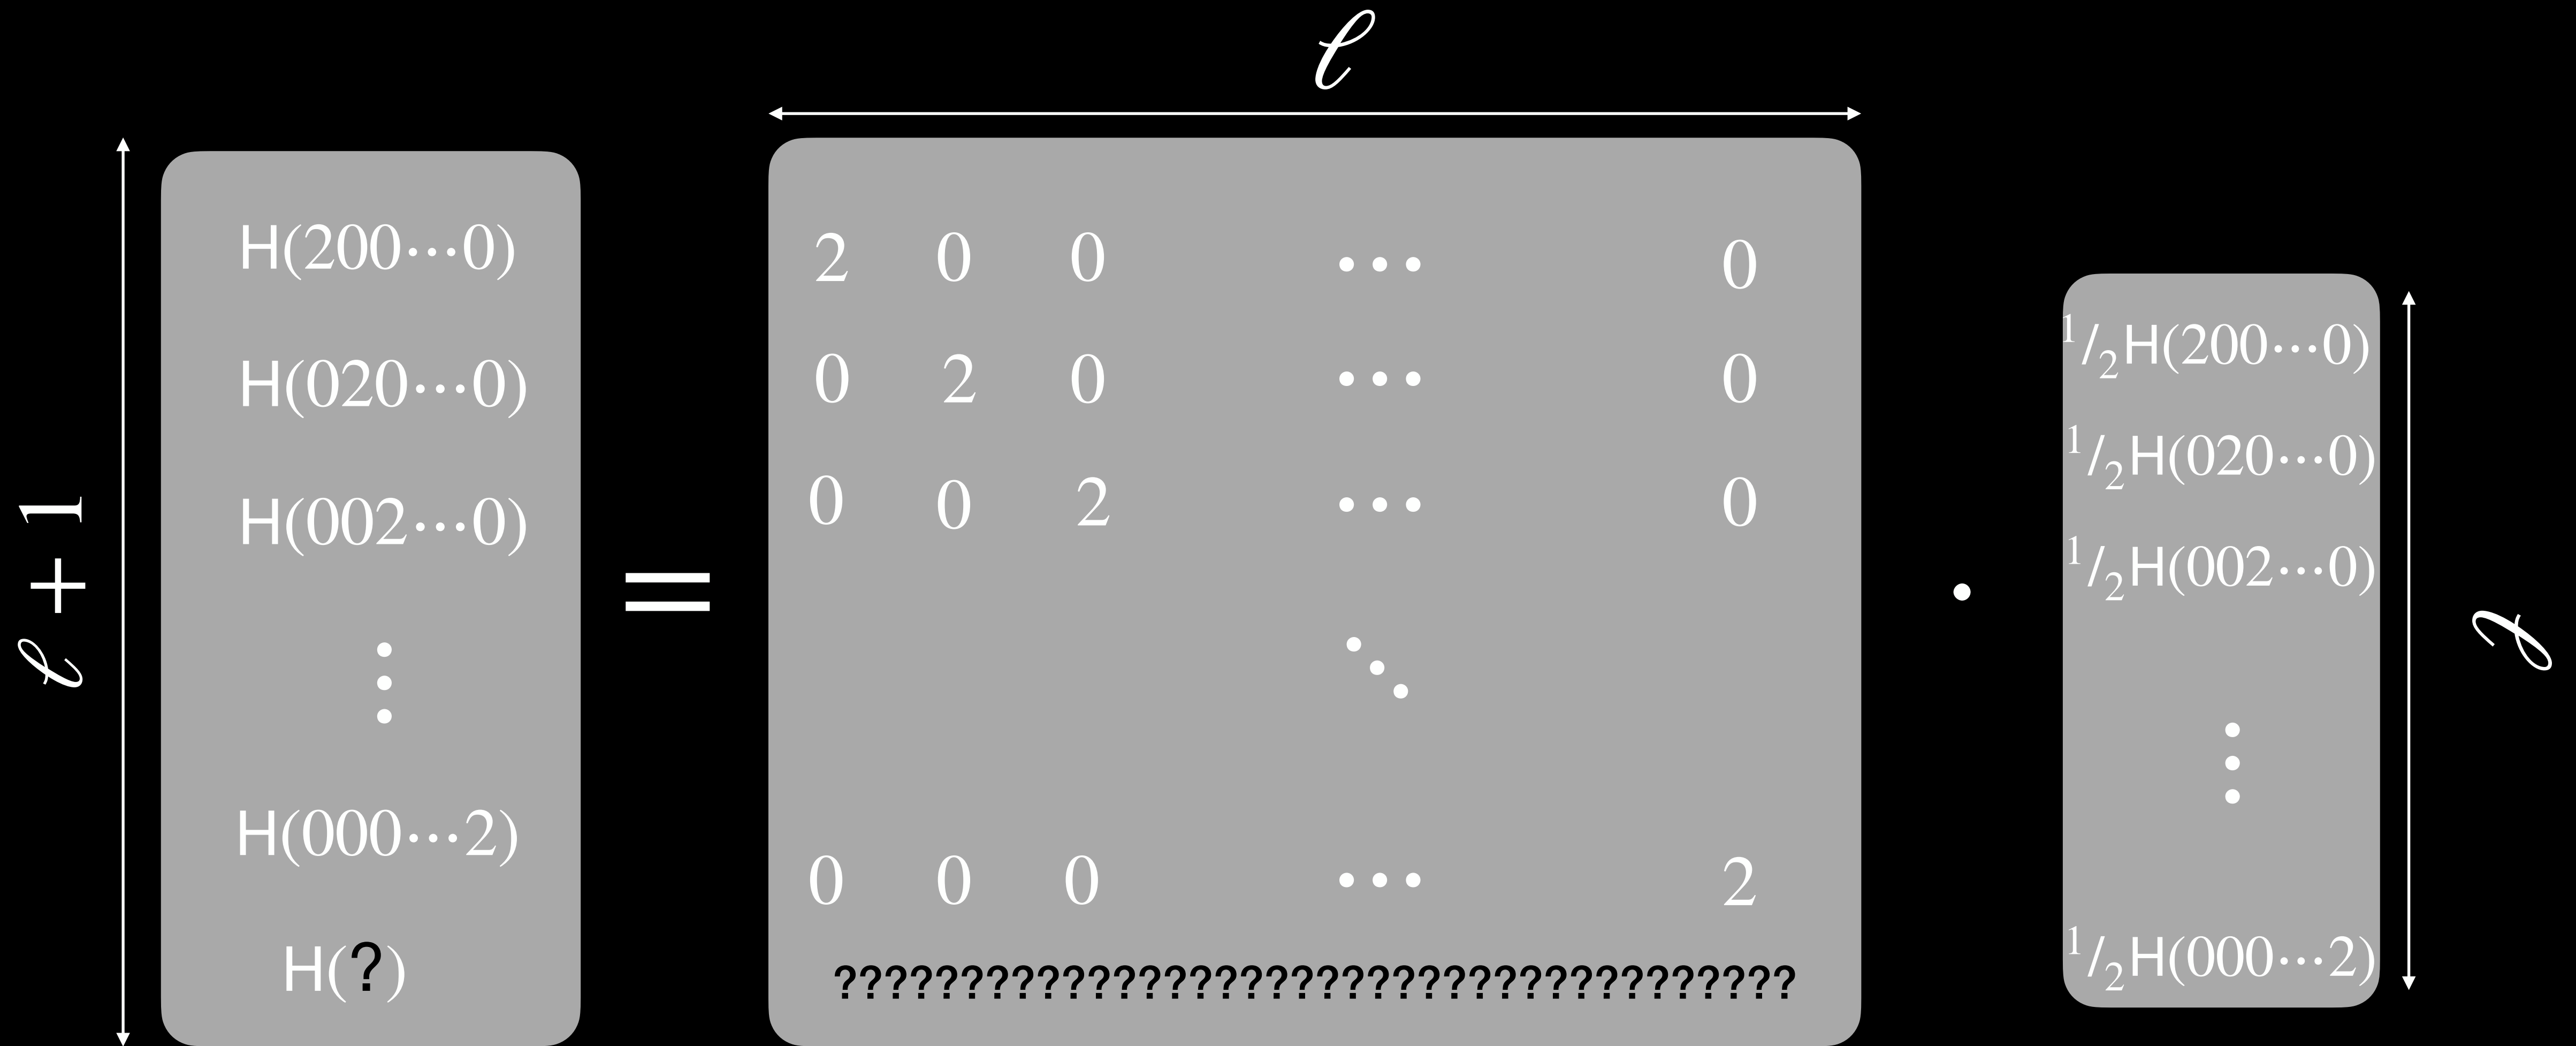 ℓ
ℓ + 1
H(200⋯0)
H(020⋯0)
H(002⋯0)
⋮
H(000⋯2)
H(?)
=
2 0 0 ⋯ 0
0 2 0 ⋯ 0
0 0 2 ⋯ 0
⋱
0 0 0 ⋯ 2
??????????????????????????????????????
·
1/2H(200⋯0)
1/2H(020⋯0)
1/2H(002⋯0)
⋮
1/2H(000⋯2)
ℓ